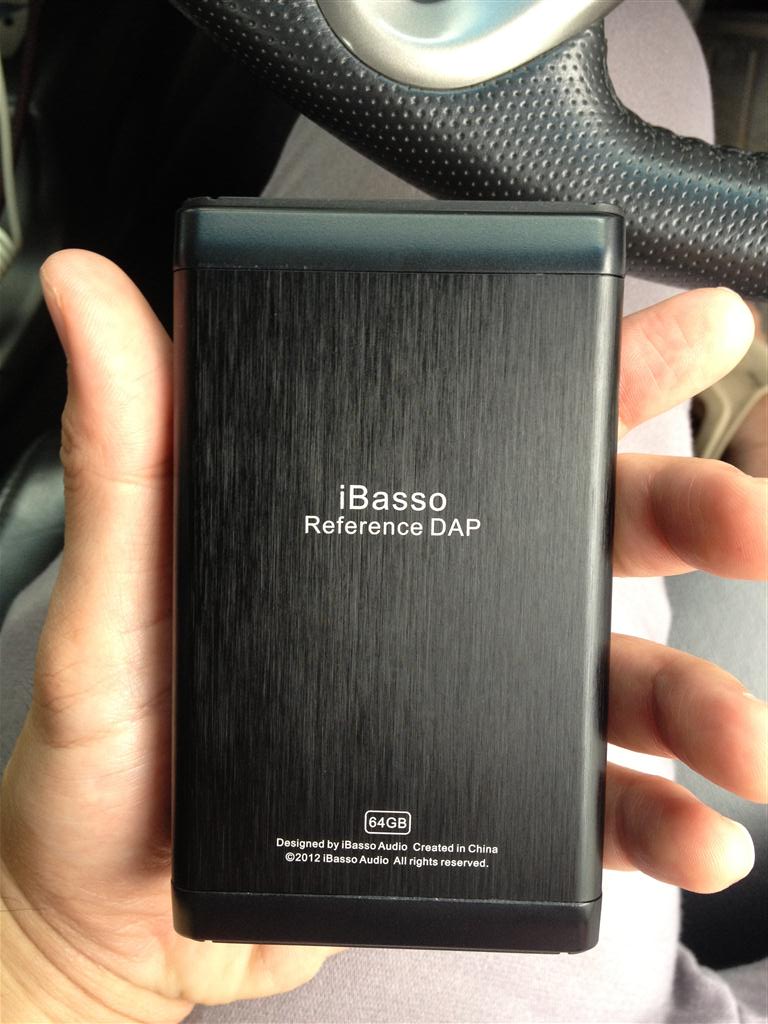 iBasso
Reference DAP
64GB
Designed by iBasso Audio Created in China
©2012 iBasso Audio All rights reserved.